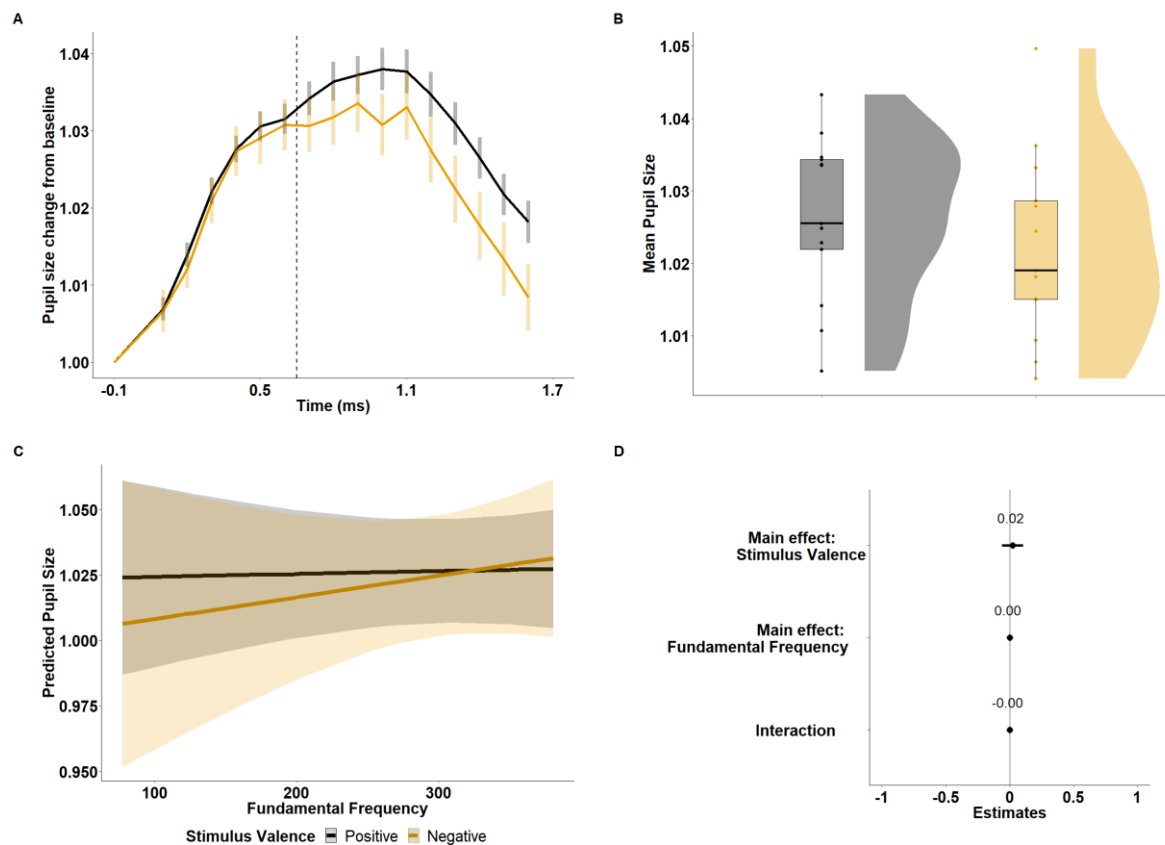 A
Pupil size change from baseline
1.04
1.03
1.02
1.01
1.00
-0.1
0.5
1.1
1.7
Time (ms)
B
Mean Pupil Size
1.05
1.04
1.03
1.02
1.01
C
Predicted Pupil Size
1.050
1.025
1.000
0.975
0.950
100
200
300
Fundamental Frequency
Stimulus Valence Positive Negative
D
0.02
Main effect:
Stimulus Valence
0.00
Main effect:
Fundamental Frequency
-0.00
Interaction
-1
-0.5
0
0.5
1
Estimates